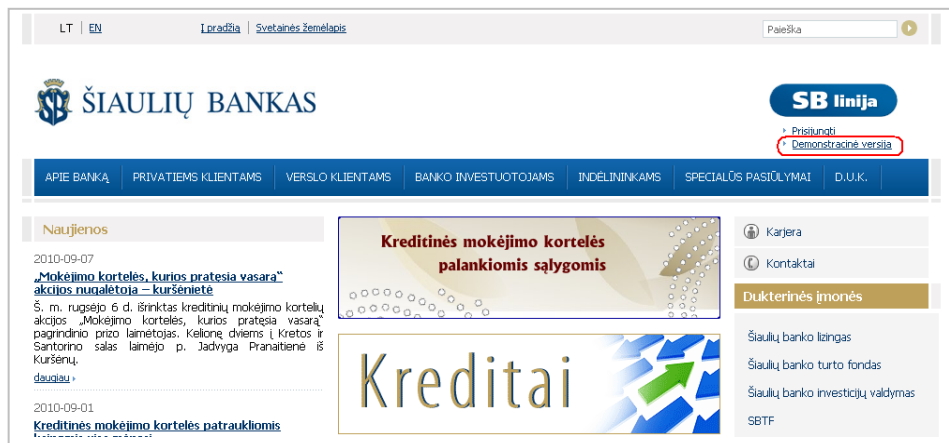 LT | EN
Į pradžią | Svetainės žemėlapis
Paieška
ŠIAULIŲ BANKAS
SB linija
Prisijungti
Demonstracinė versija
APIE BANKĄ
PRIVATIEMS KLIENTAMS
VERSLO KLIENTAMS
BANKO INVESTUOTOJAMS
INDĖLININKAMS
SPECIALŪS PASIŪLYMAI
D.U.K.
Naujienos
2010-09-07
„Mokėjimo kortelės, kurios pratęsia vasarą“
akcijos nugalėtoja – kuršėnietė
Š. m. rugsėjo 6 d. išrinktas kreditinių mokėjimo kortelių
akcijos „Mokėjimo kortelės, kurios pratęsia vasarą“
pagrindinio prizo laimėtojas. Kelionę dviems į Kretos ir
Santorino salas laimėjo p. Jadvyga Pranaitienė iš
Kuršėnų.
daugiau
2010-09-01
Kreditinės mokėjimo kortelės patraukliomis
Kreditinės mokėjimo kortelės
palankiomis sąlygomis
Kreditai
Karjera
Kontaktai
Dukterinės įmonės
Šiaulių banko lizingas
Šiaulių banko turto fondas
Šiaulių banko investicijų valdymas
SBTF